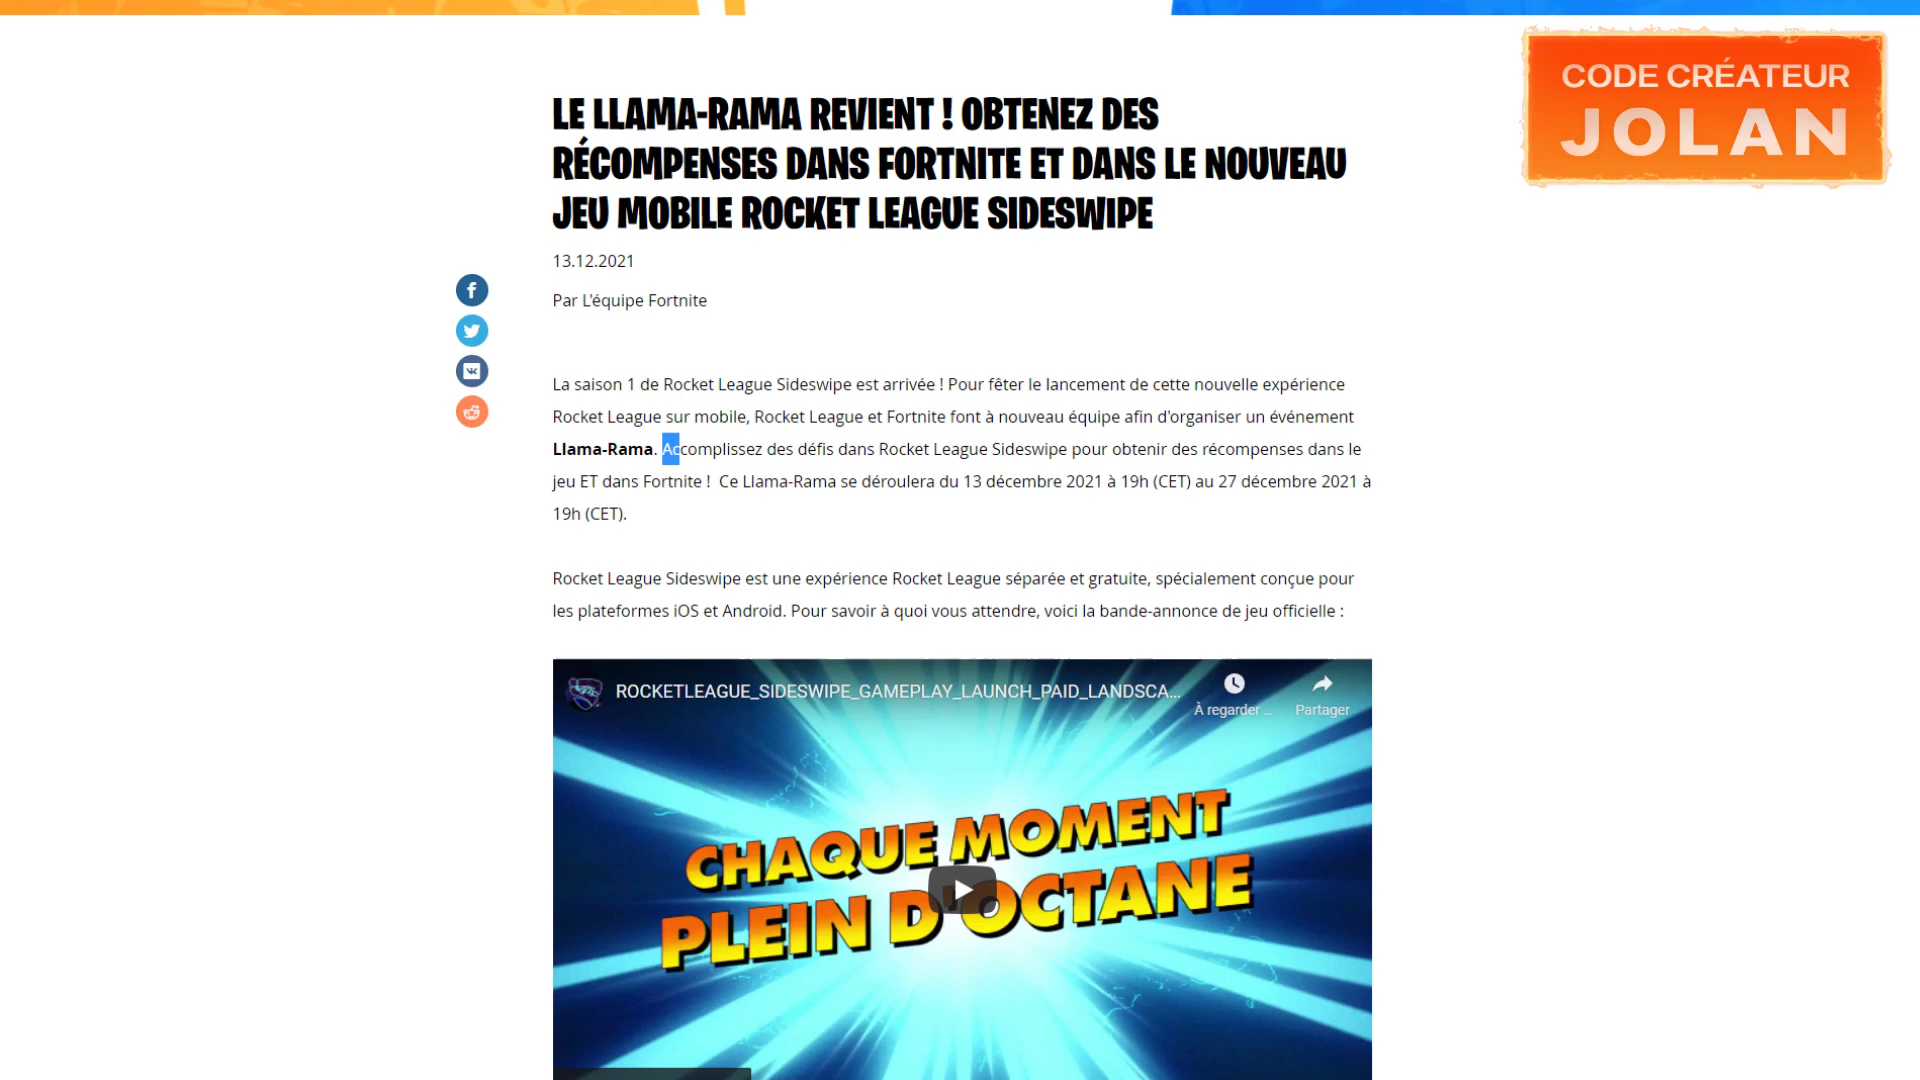 CODE CRÉATEUR
JOLAN
LE LLAMA-RAMA REVIENT ! OBTENEZ DES
RÉCOMPENSES DANS FORTNITE ET DANS LE NOUVEAU
JEU MOBILE ROCKET LEAGUE SIDESWIPE
13.12.2021
Par L'équipe Fortnite
La saison 1 de Rocket League Sideswipe est arrivée ! Pour fêter le lancement de cette nouvelle expérience
Rocket League sur mobile, Rocket League et Fortnite font à nouveau équipe afin d'organiser un événement
Llama-Rama. Accomplissez des défis dans Rocket League Sideswipe pour obtenir des récompenses dans le
jeu ET dans Fortnite !  Ce Llama-Rama se déroulera du 13 décembre 2021 à 19h (CET) au 27 décembre 2021 à
19h (CET).
Rocket League Sideswipe est une expérience Rocket League séparée et gratuite, spécialement conçue pour
les plateformes iOS et Android. Pour savoir à quoi vous attendre, voici la bande-annonce de jeu officielle :
ROCKETLEAGUE_SIDESWIPE_GAMEPLAY_LAUNCH_PAID_LANDSCA...
À regarder ...
Partager
CHAQUE MOMENT
PLEIN D'OCTANE